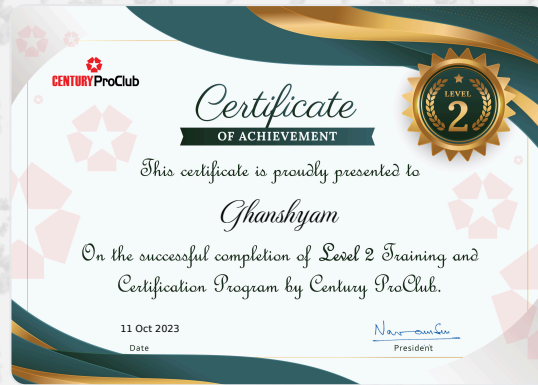 CENTURY ProClub
LEVEL
2
Certificate
OF ACHIEVEMENT
This certificate is proudly presented to
Ghanshyam
On the successful completion of Level 2 Training and
Certification Program by Century ProClub.
11 Oct 2023
Date
President